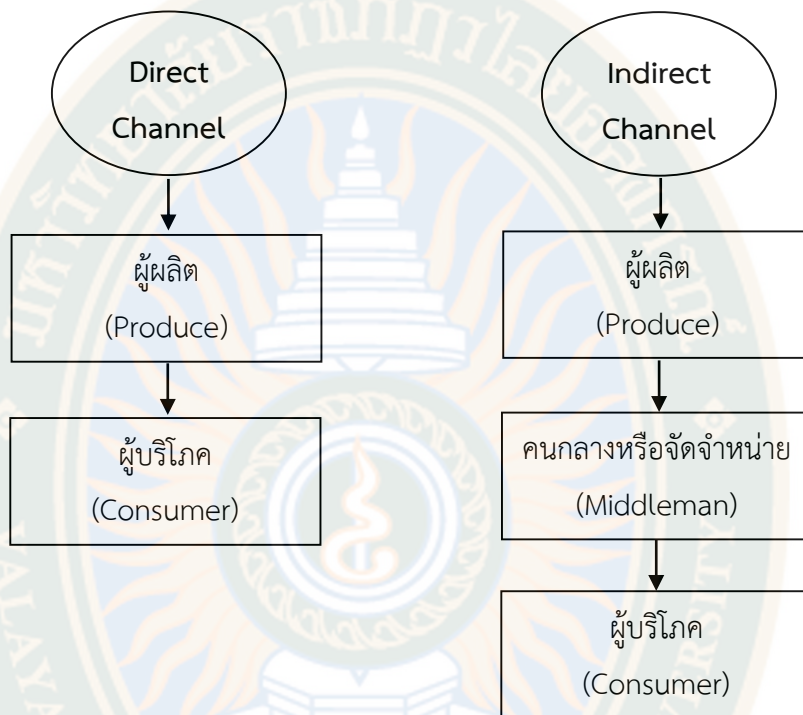 Direct
Channel
ผู้ผลิต
(Produce)
ผู้บริโภค
(Consumer)
Indirect
Channel
ผู้ผลิต
(Produce)
คนกลางหรือจัดจำหน่าย
(Middleman)
ผู้บริโภค
(Consumer)